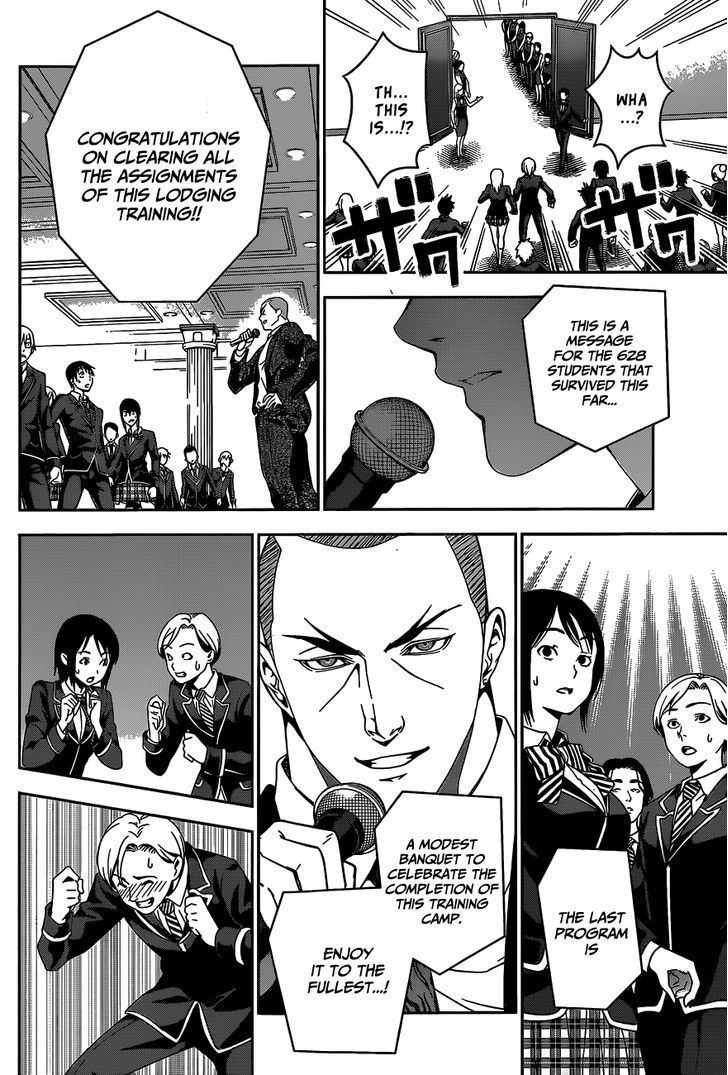 WHA
...?
TH...
THIS
IS...!?
ザワ
ザワ
THIS IS A
MESSAGE
FOR THE 628
STUDENTS THAT
SURVIVED THIS
FAR...
CONGRATULATIONS
ON CLEARING ALL
THE ASSIGNMENTS
OF THIS LODGING
TRAINING!!
THE LAST
PROGRAM
IS
A MODEST
BANQUET TO
CELEBRATE THE
COMPLETION OF
THIS TRAINING
CAMP.
ENJOY
IT TO THE
FULLEST...!